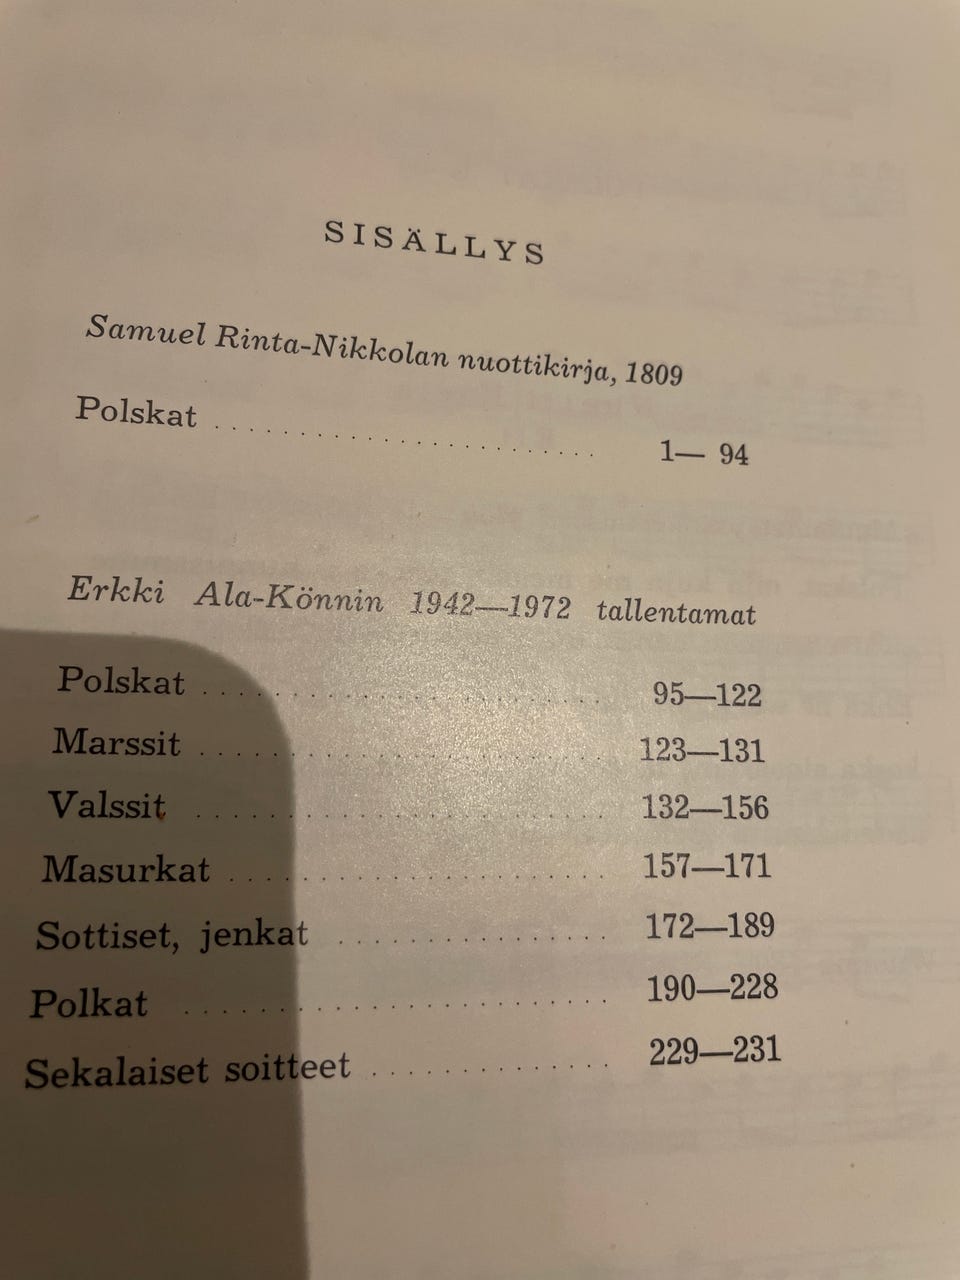 SISÄLLYS
Samuel Rinta-Nikkolan nuottikirja, 1809
Polskat . . . . . . . . . . . . . . . . . . . . 1— 94
Erkki Ala-Könnin 1942—1972 tallentamat
Polskat . . . . . . . . . . . . . . . . . . . . 95—122
Marssit . . . . . . . . . . . . . . . . . . . . 123—131
Valssit . . . . . . . . . . . . . . . . . . . . 132—156
Masurkat . . . . . . . . . . . . . . . . . . . 157—171
Sottiset, jenkat . . . . . . . . . . . . . . 172—189
Polkat . . . . . . . . . . . . . . . . . . . . . 190—228
Sekalaiset soitteet . . . . . . . . . . . . 229—231